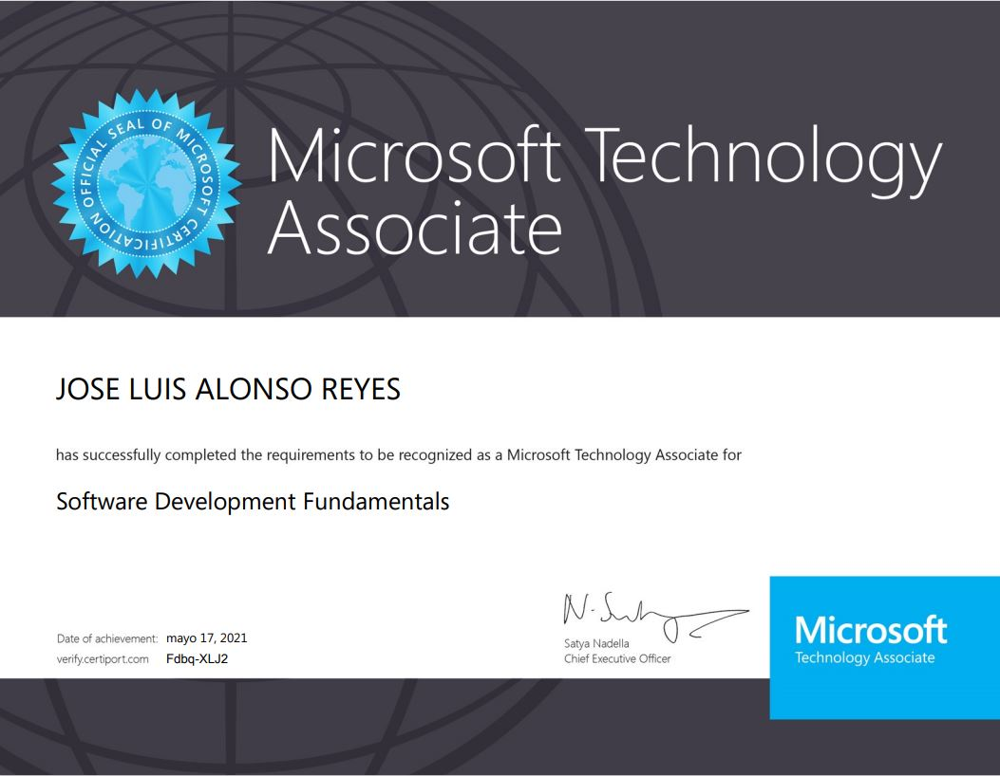 OFFICIAL SEAL OF MICROSOFT CERTIFICATION
Microsoft Technology
Associate
JOSE LUIS ALONSO REYES
has successfully completed the requirements to be recognized as a Microsoft Technology Associate for
Software Development Fundamentals
Date of achievement: mayo 17, 2021
verify.certiport.com Fdbq-XLJ2
Satya Nadella
Chief Executive Officer
Microsoft
Technology Associate